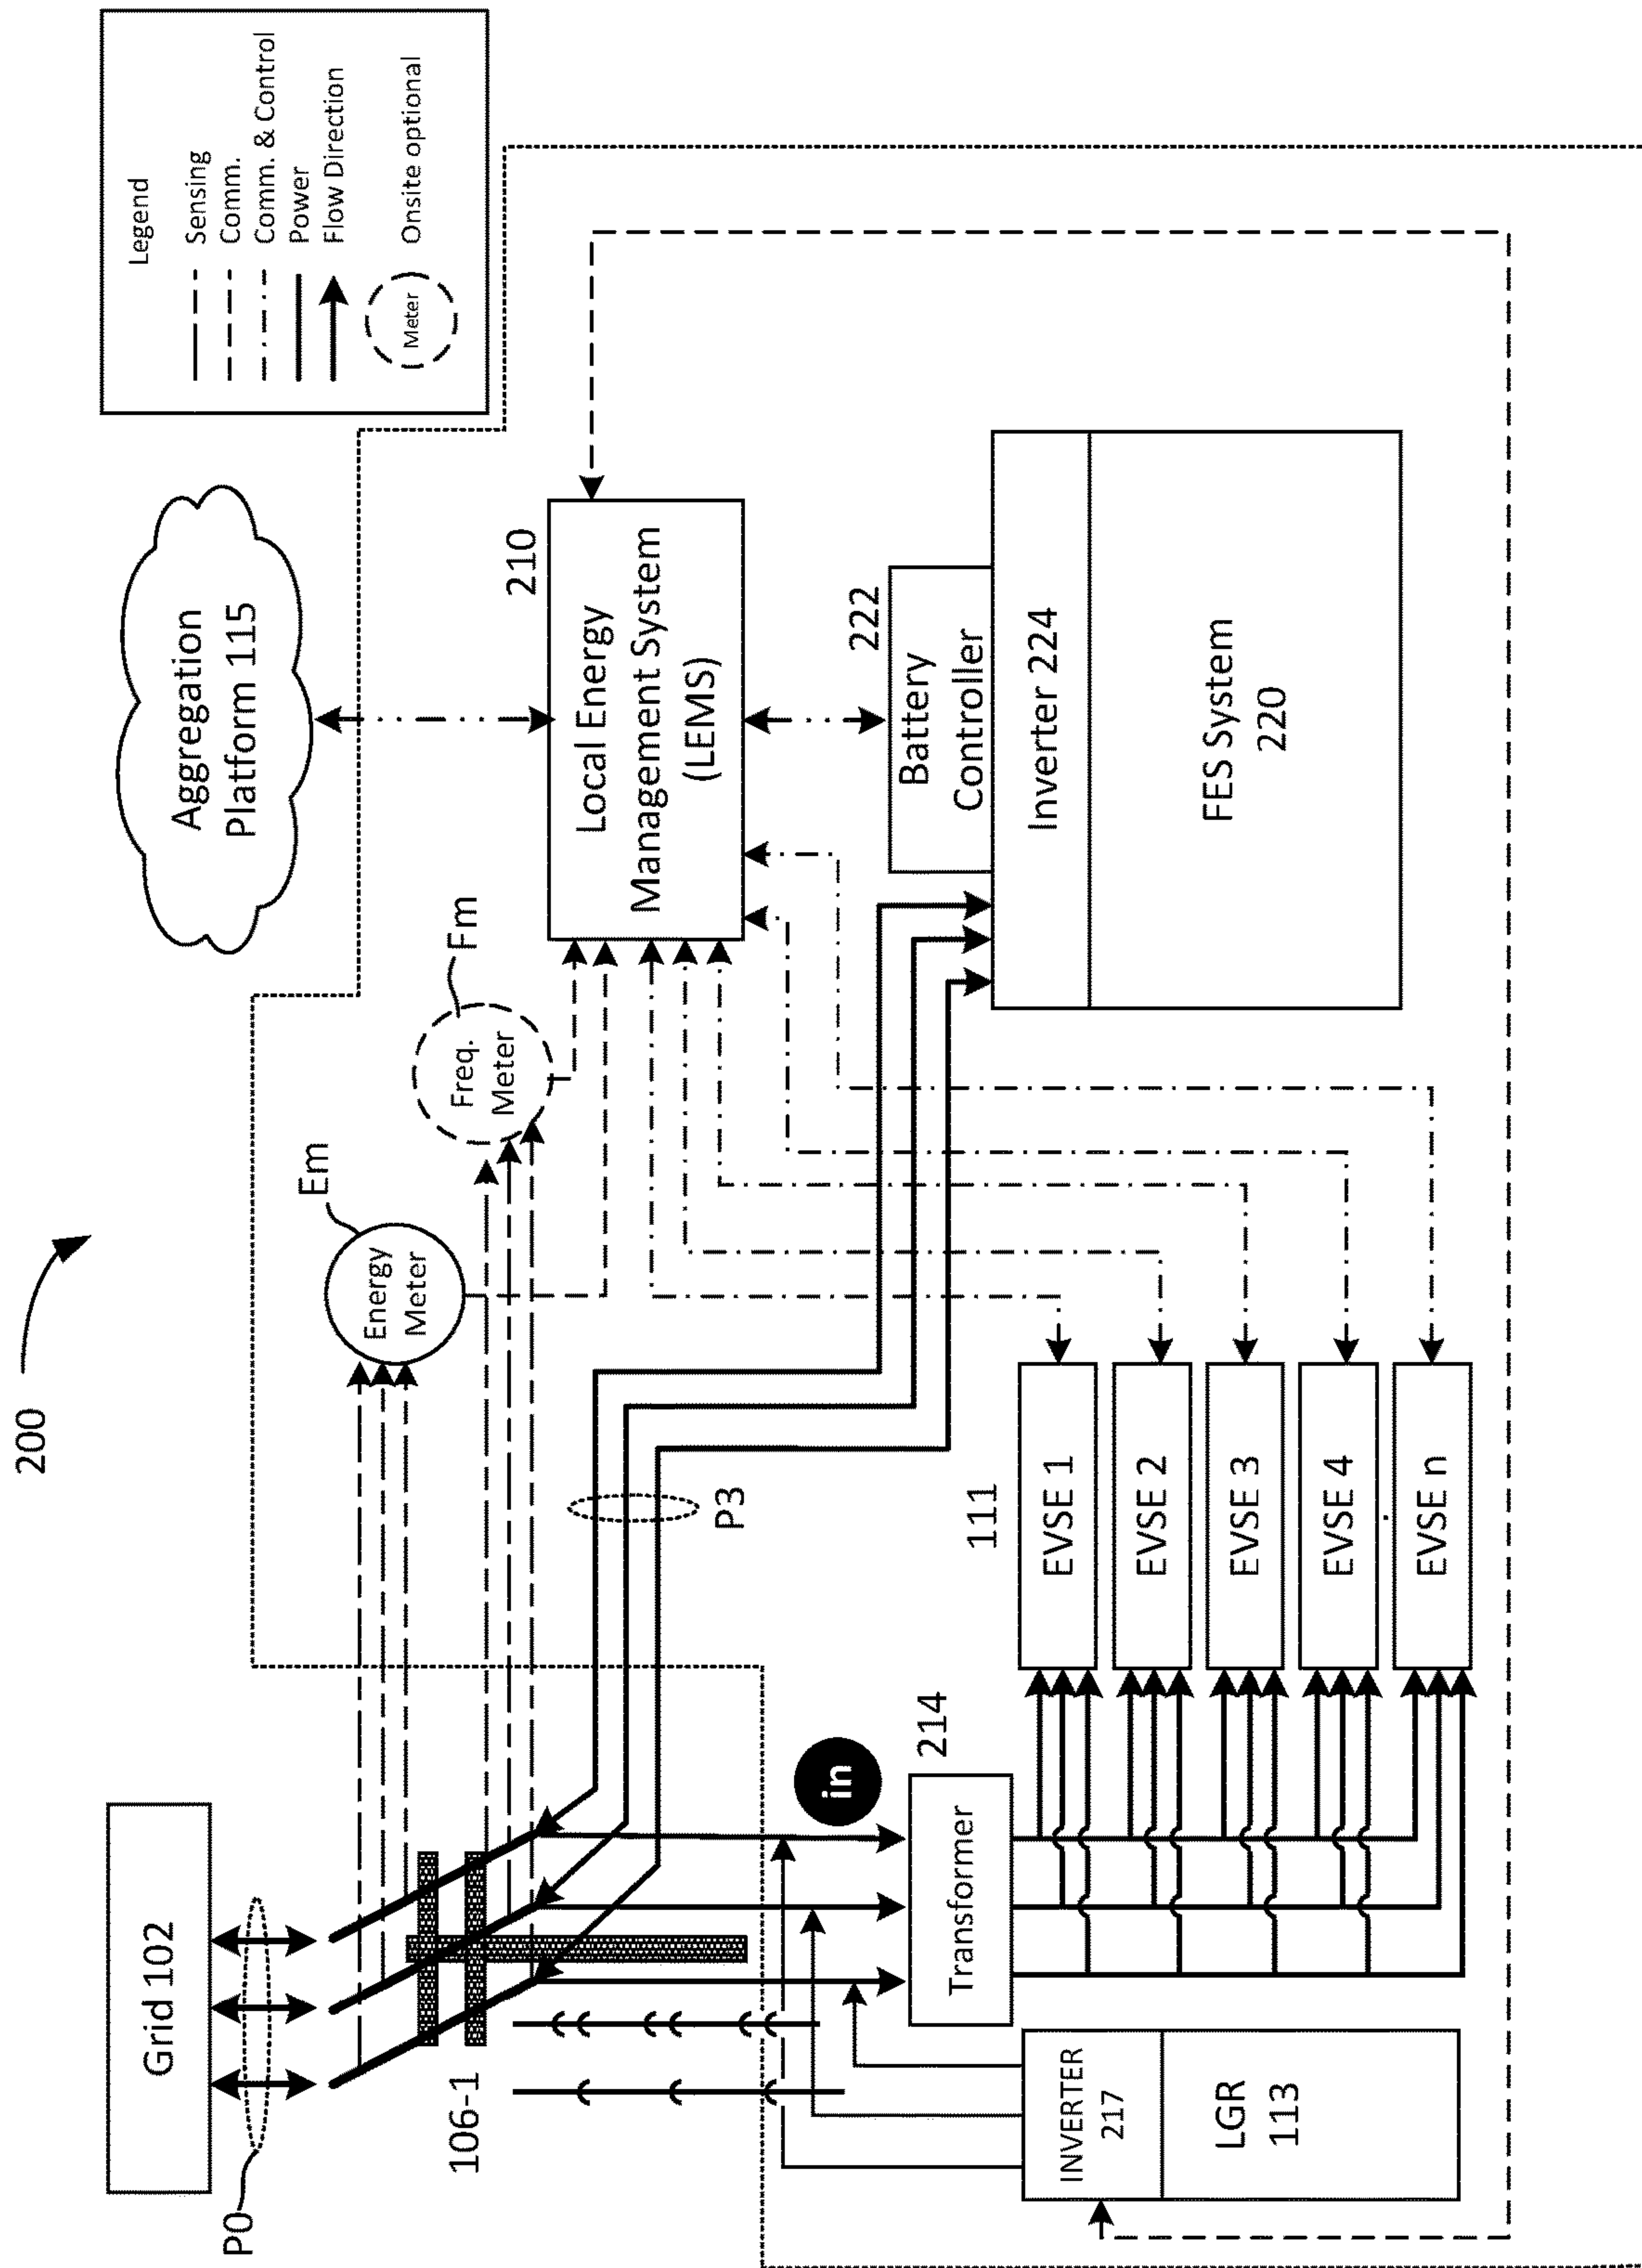 200
Legend
Sensing
Comm.
Comm. & Control
Power
Flow Direction
Meter
Onsite optional
Grid 102
P0
106-1
Aggregation
Platform 115
Em
Energy
Meter
Fm
Freq.
Meter
210
Local Energy
Management System
(LEMS)
P3
in
222
Battery
Controller
Inverter 224
FES System
220
214
Transformer
111
EVSE 1
EVSE 2
EVSE 3
EVSE 4
EVSE n
INVERTER
217
LGR
113